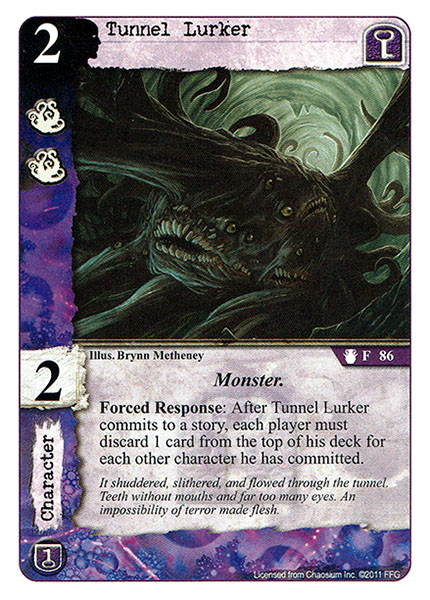 2
Tunnel Lurker
Illus. Brynn Metheney
F 86
2
Monster.
Forced Response: After Tunnel Lurker
commits to a story, each player must
discard 1 card from the top of his deck for
each other character he has committed.
It shuddered, slithered, and flowed through the tunnel.
Teeth without mouths and far too many eyes. An
impossibility of terror made flesh.
Character
1
Licensed from Chaosium Inc. ©2011 FFG